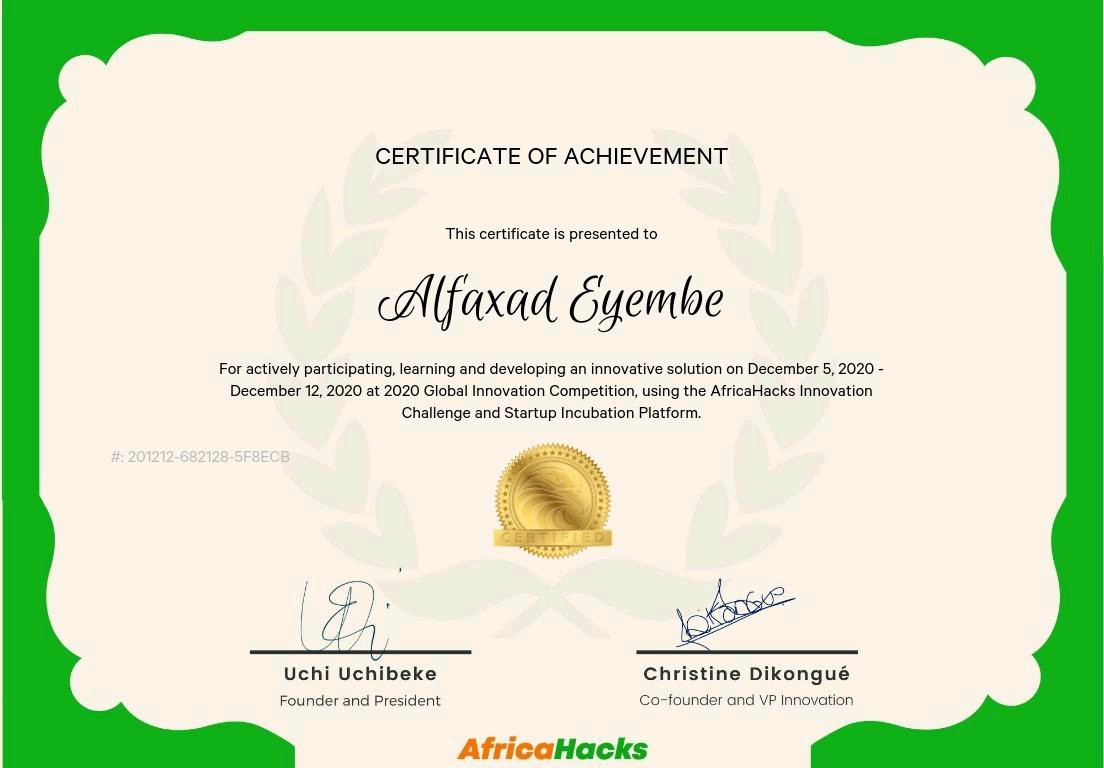 CERTIFICATE OF ACHIEVEMENT
This certificate is presented to
Alfaxad Eyembe
For actively participating, learning and developing an innovative solution on December 5, 2020 -
December 12, 2020 at 2020 Global Innovation Competition, using the AfricaHacks Innovation
Challenge and Startup Incubation Platform.
#: 201212-682128-5F8ECB
CERTIFIED
Uchi Uchibeke
Christine Dikongué
Founder and President
Co-founder and VP Innovation
AfricaHacks